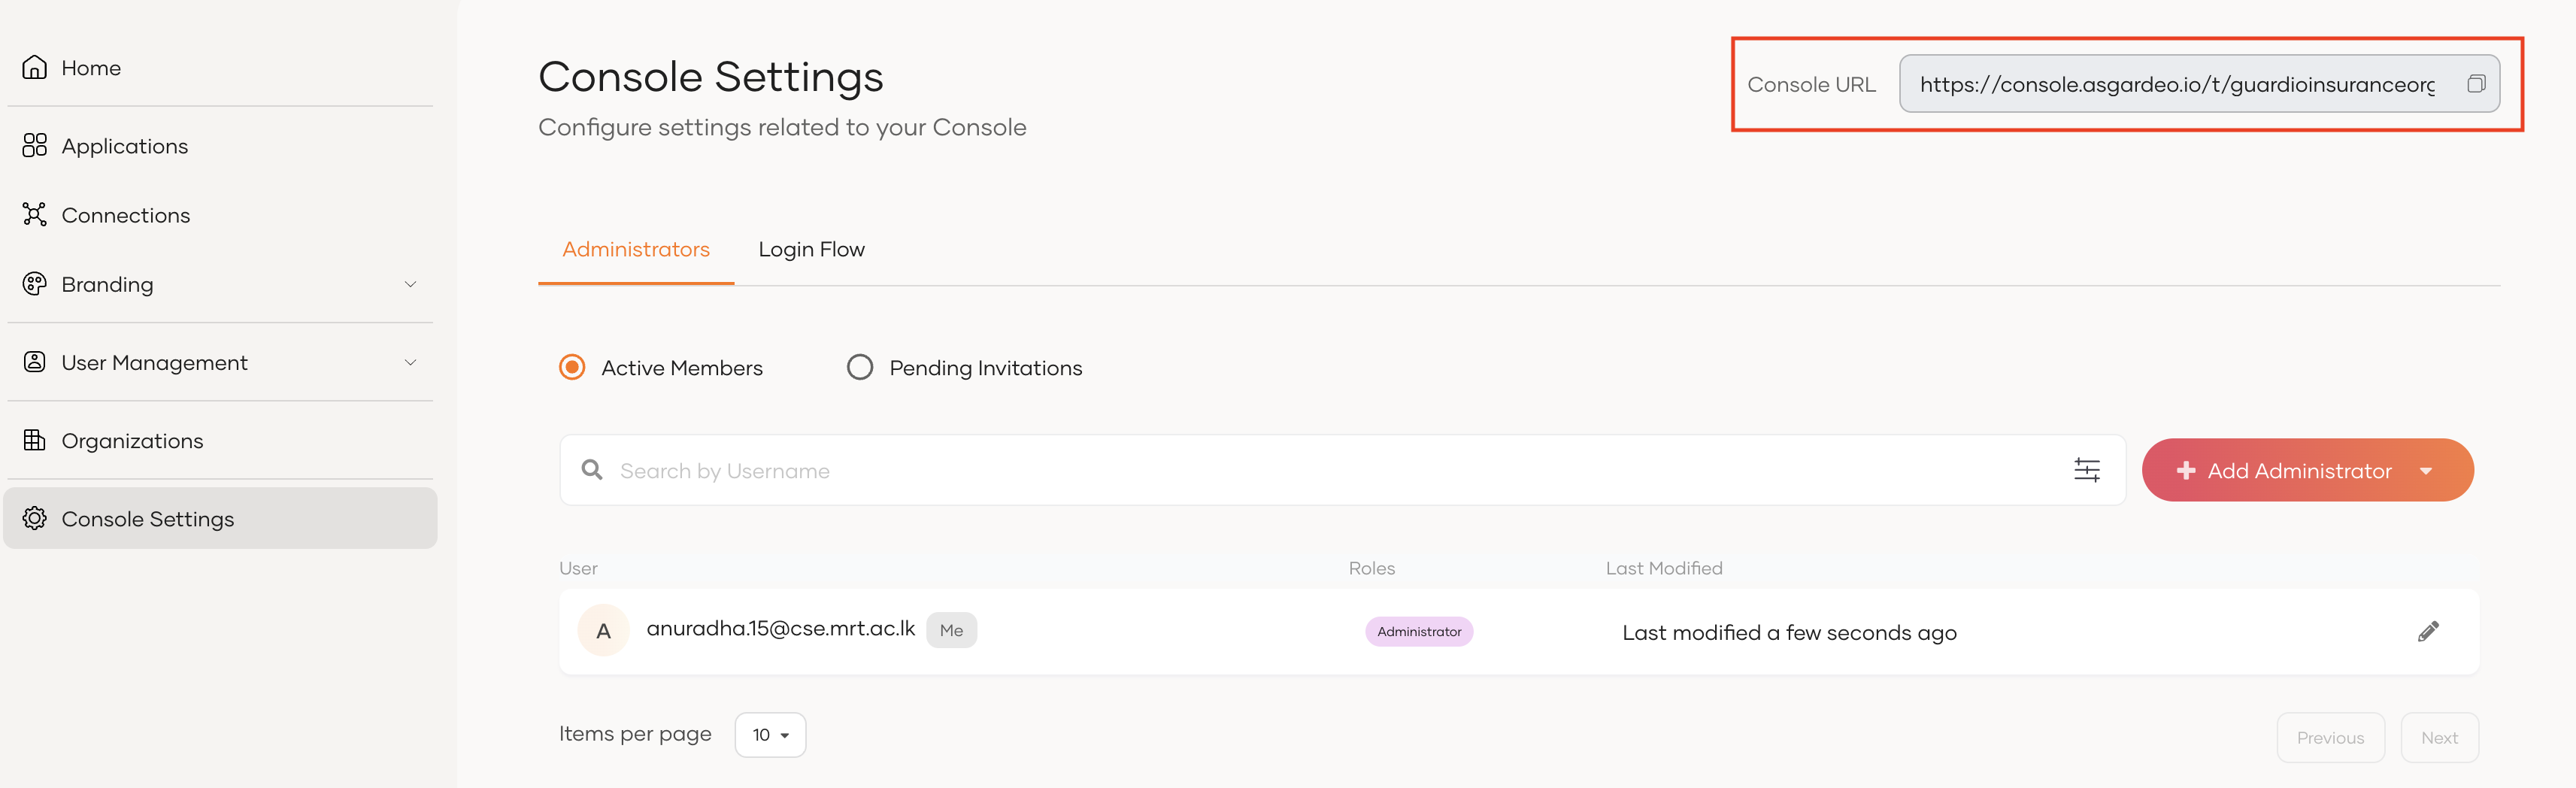 Home
Applications
Connections
Branding
User Management
Organizations
Console Settings
Console Settings
Configure settings related to your Console
Console URL https://console.asgardeo.io/t/guardioinsuranceorg
Administrators Login Flow
Active Members Pending Invitations
Search by Username
Add Administrator
User Roles Last Modified
A anuradha.15@cse.mrt.ac.lk Me Administrator Last modified a few seconds ago
Items per page 10
Previous Next